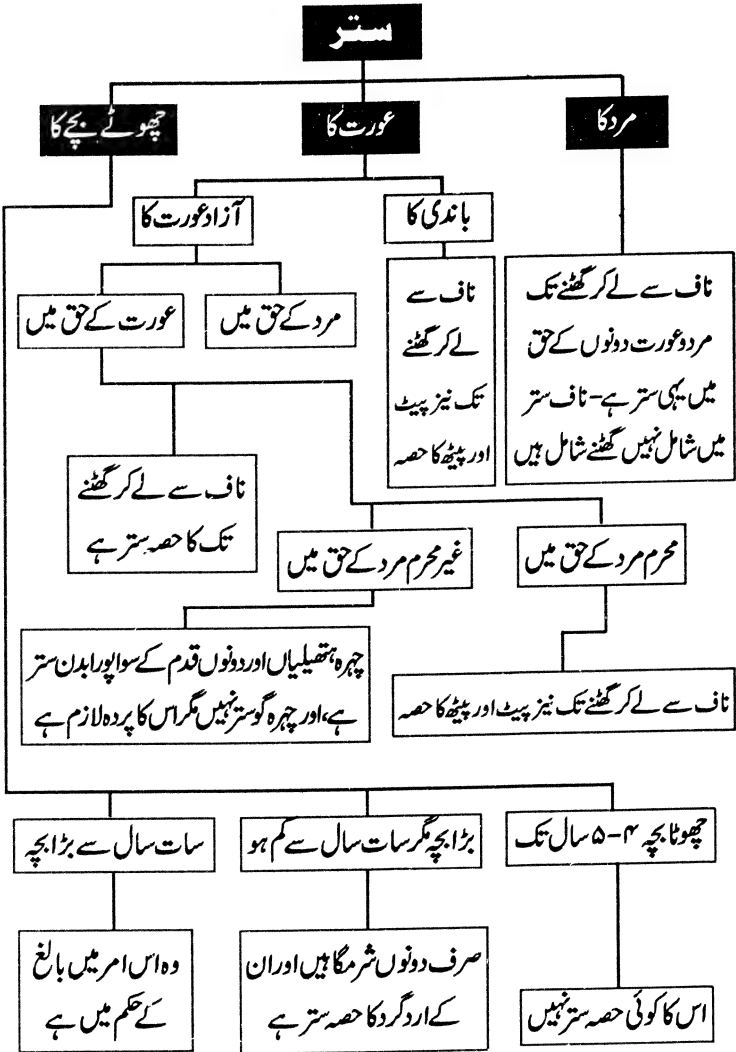 ستر
مرد کا
عورت کا
چھوٹے بچے کا
باندی کا
آزاد عورت کا
ناف سے لے کر گھٹنے تک
مرد و عورت دونوں کے حق
میں یہی ستر ہے - ناف ستر
میں شامل نہیں گھٹنے شامل ہیں
ناف سے
لے کر گھٹنے
تک نیز پیٹ
اور پیٹھ کا حصہ
مرد کے حق میں
عورت کے حق میں
ناف سے لے کر گھٹنے
تک کا حصہ ستر ہے
محرم مرد کے حق میں
غیر محرم مرد کے حق میں
ناف سے لے کر گھٹنے تک نیز پیٹ اور پیٹھ کا حصہ
چہرہ ہتھیلیاں اور دونوں قدم کے سوا پورا بدن ستر
ہے، اور چہرہ گو ستر نہیں مگر اس کا پردہ لازم ہے
چھوٹا بچہ ۴-۵ سال تک
بڑا بچہ مگر سات سال سے کم ہو
سات سال سے بڑا بچہ
اس کا کوئی حصہ ستر نہیں
صرف دونوں شرمگاہیں اور ان
کے ارد گرد کا حصہ ستر ہے
وہ اس امر میں بالغ
کے حکم میں ہے